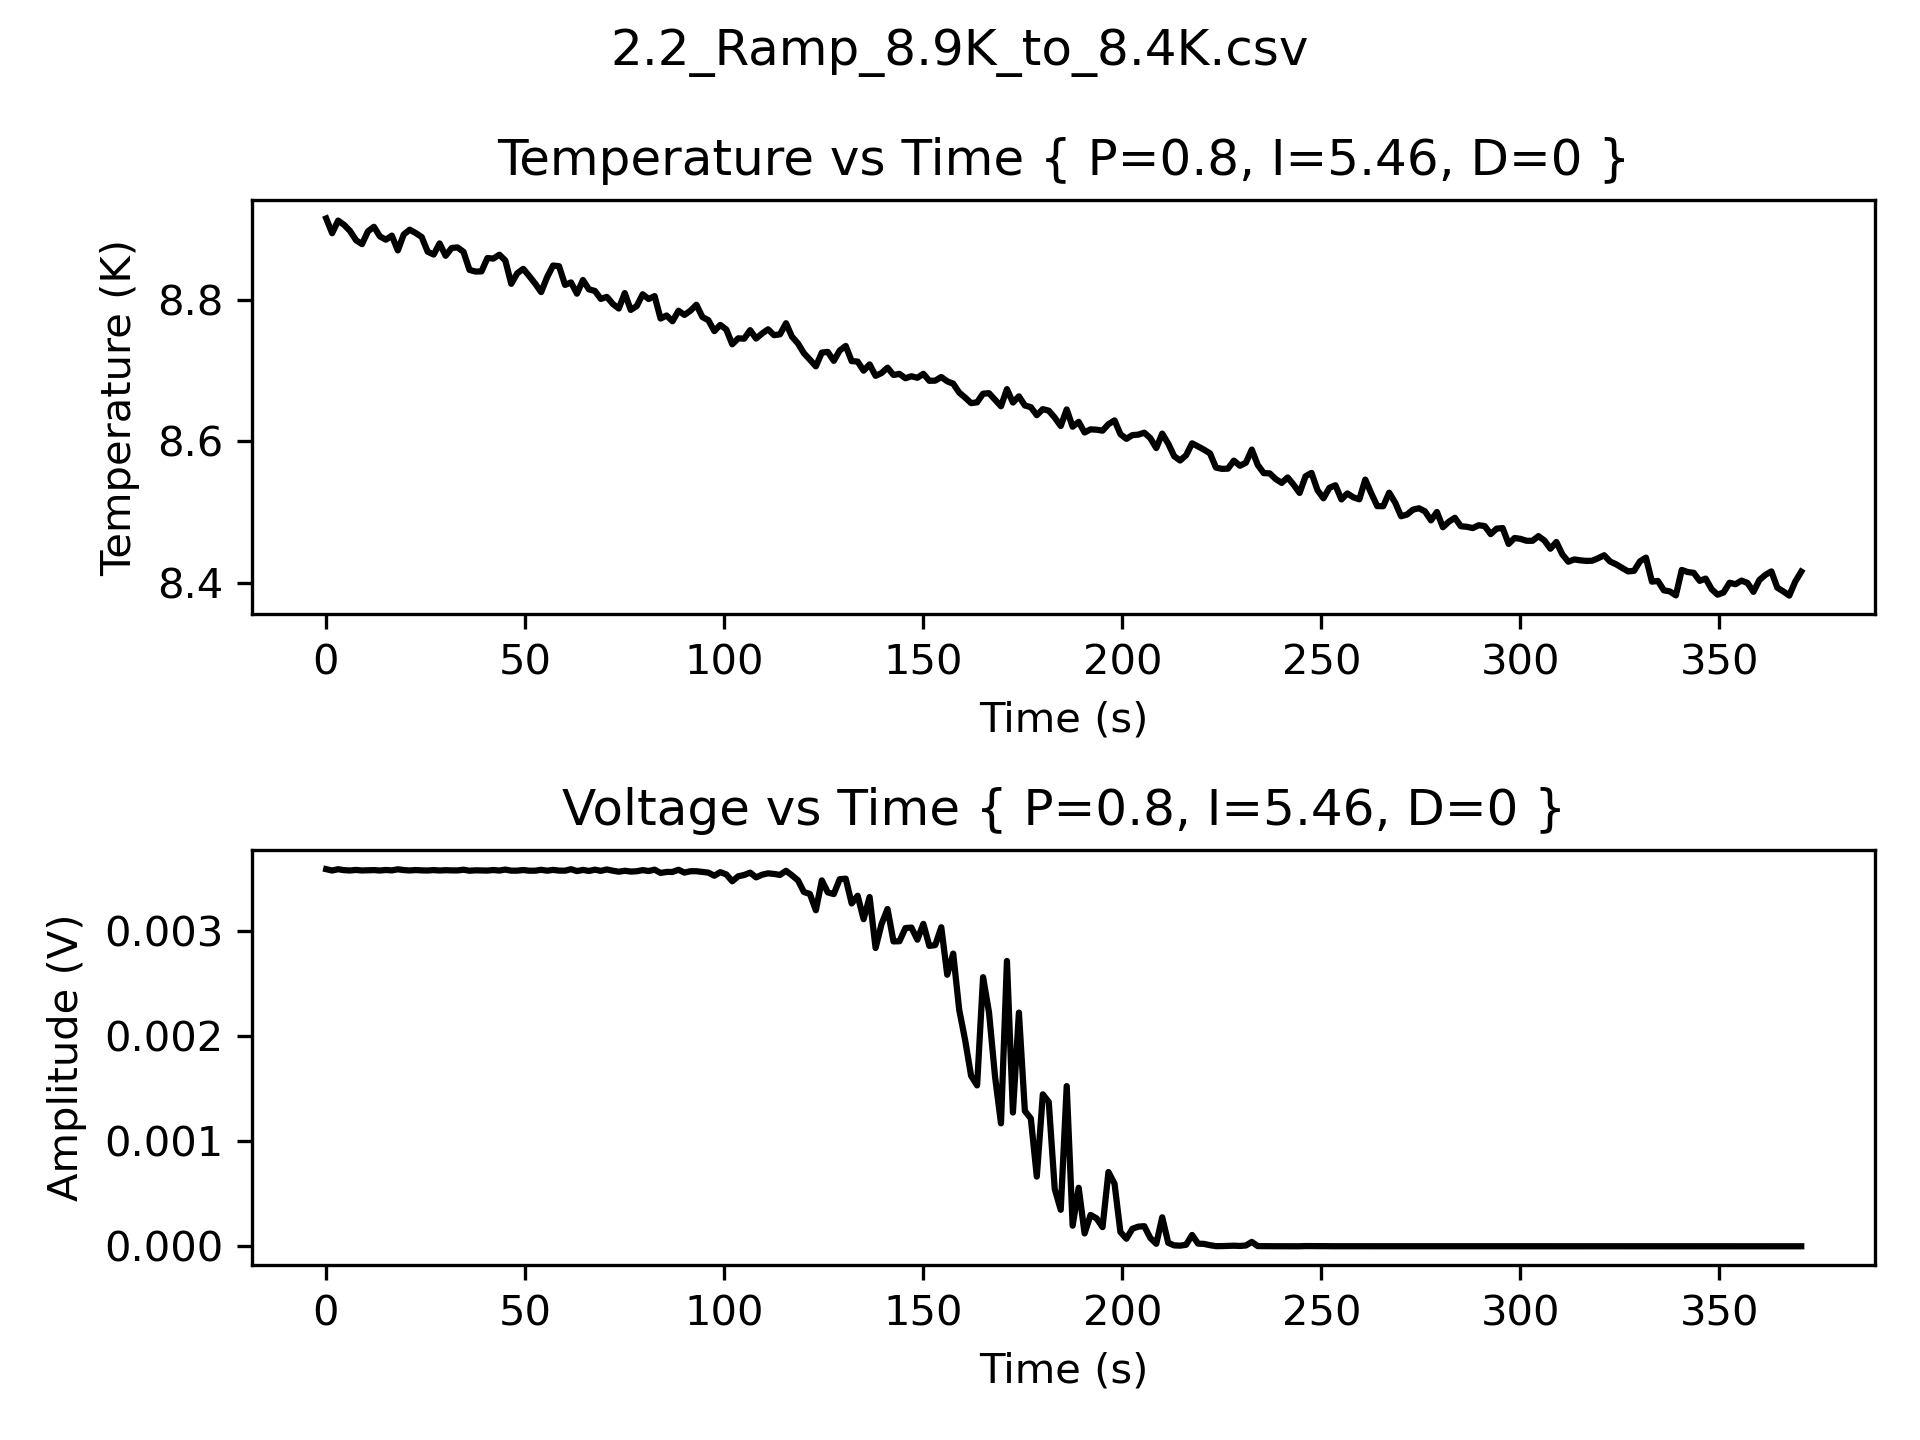 2.2_Ramp_8.9K_to_8.4K.csv
Temperature vs Time { P=0.8, I=5.46, D=0 }
Temperature (K)
8.8
8.6
8.4
0 50 100 150 200 250 300 350
Time (s)
Voltage vs Time { P=0.8, I=5.46, D=0 }
Amplitude (V)
0.003
0.002
0.001
0.000
0 50 100 150 200 250 300 350
Time (s)